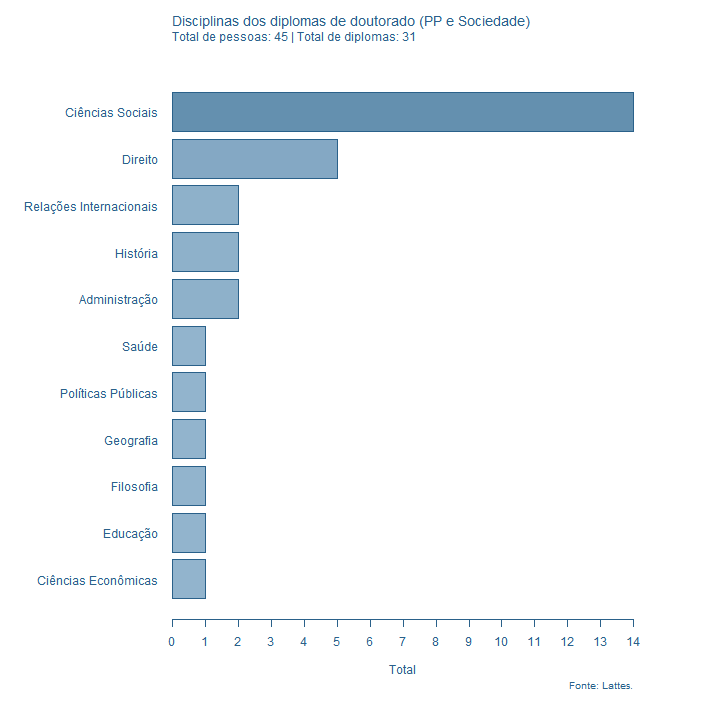 Disciplinas dos diplomas de doutorado (PP e Sociedade)
Total de pessoas: 45 | Total de diplomas: 31
Ciências Sociais
Direito
Relações Internacionais
História
Administração
Saúde
Políticas Públicas
Geografia
Filosofia
Educação
Ciências Econômicas
0 1 2 3 4 5 6 7 8 9 10 11 12 13 14
Total
Fonte: Lattes.